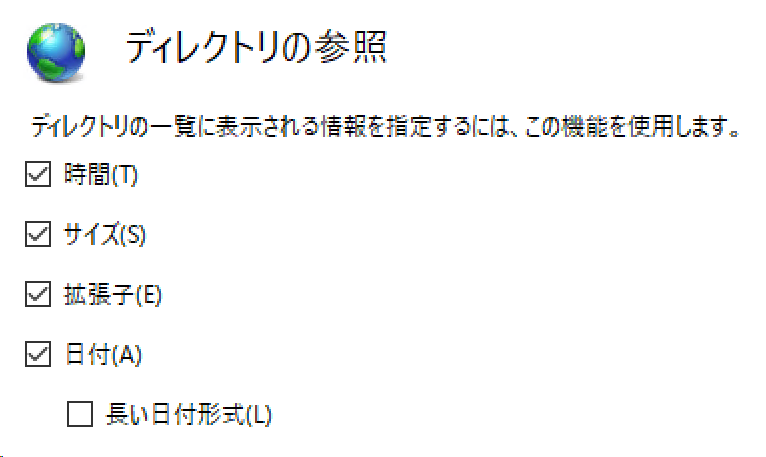 ディレクトリの参照
ディレクトリの一覧に表示される情報を指定するには、この機能を使用します。
時間(T)
サイズ(S)
拡張子(E)
日付(A)
長い日付形式(L)